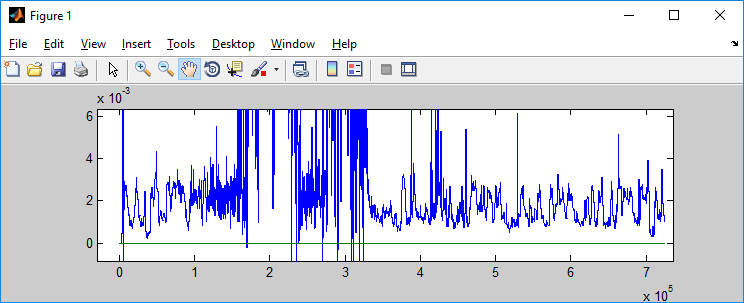 Figure 1
File Edit View Insert Tools Desktop Window Help
x 10^-3
6
4
2
0
0 1 2 3 4 5 6 7
x 10^5